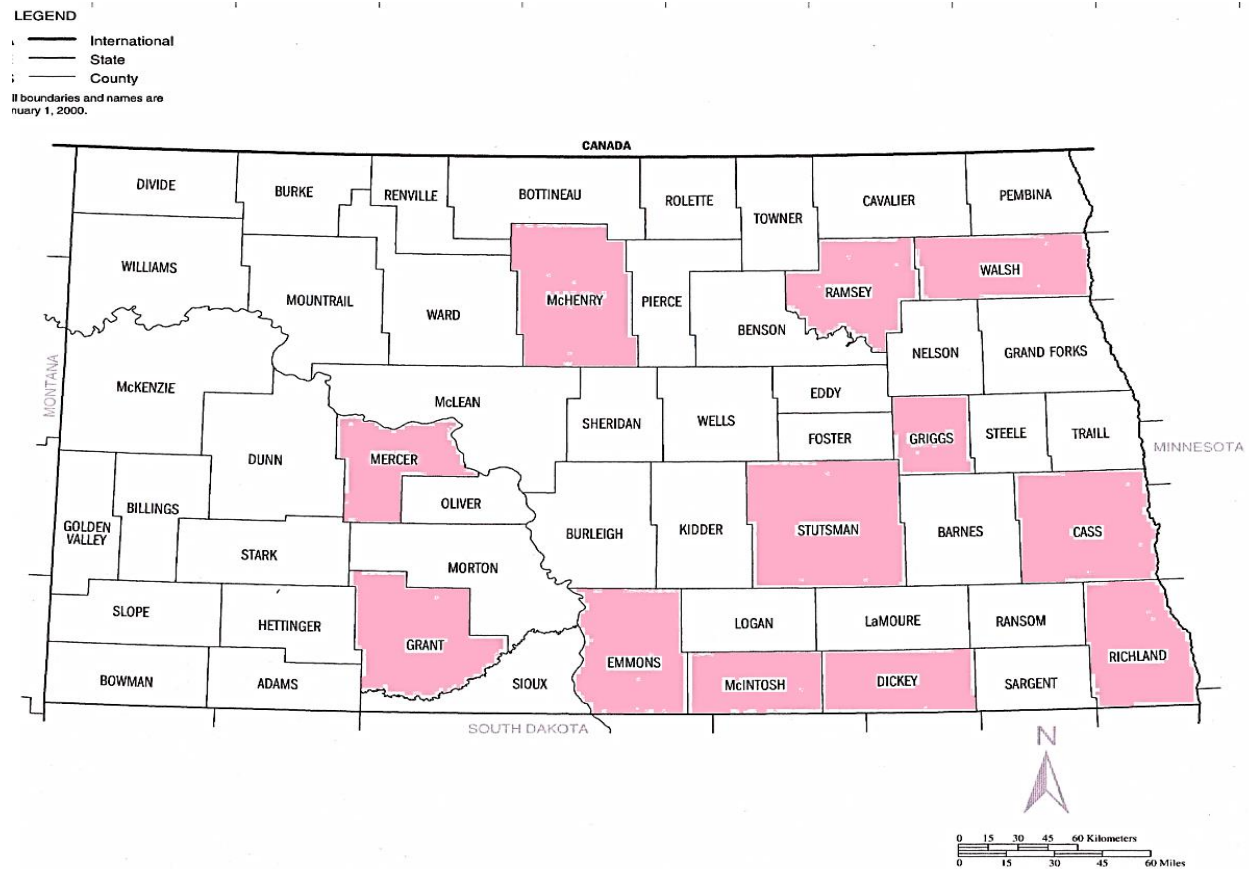 LEGEND
International
State
County
ll boundaries and names are
nuary 1, 2000.
CANADA
DIVIDE
BURKE
RENVILLE
BOTTINEAU
ROLETTE
TOWNER
CAVALIER
PEMBINA
WILLIAMS
MOUNTRAIL
WARD
McHENRY
PIERCE
BENSON
RAMSEY
WALSH
NELSON
GRAND FORKS
MONTANA
McKENZIE
McLEAN
SHERIDAN
WELLS
EDDY
FOSTER
GRIGGS
STEELE
TRAILL
MINNESOTA
DUNN
MERCER
OLIVER
GOLDEN
VALLEY
BILLINGS
STARK
MORTON
BURLEIGH
KIDDER
STUTSMAN
BARNES
CASS
SLOPE
HETTINGER
GRANT
EMMONS
LOGAN
LaMOURE
RANSOM
RICHLAND
BOWMAN
ADAMS
SIOUX
McINTOSH
DICKEY
SARGENT
SOUTH DAKOTA
N
0 15 30 45 60 Kilometers
0 15 30 45 60 Miles